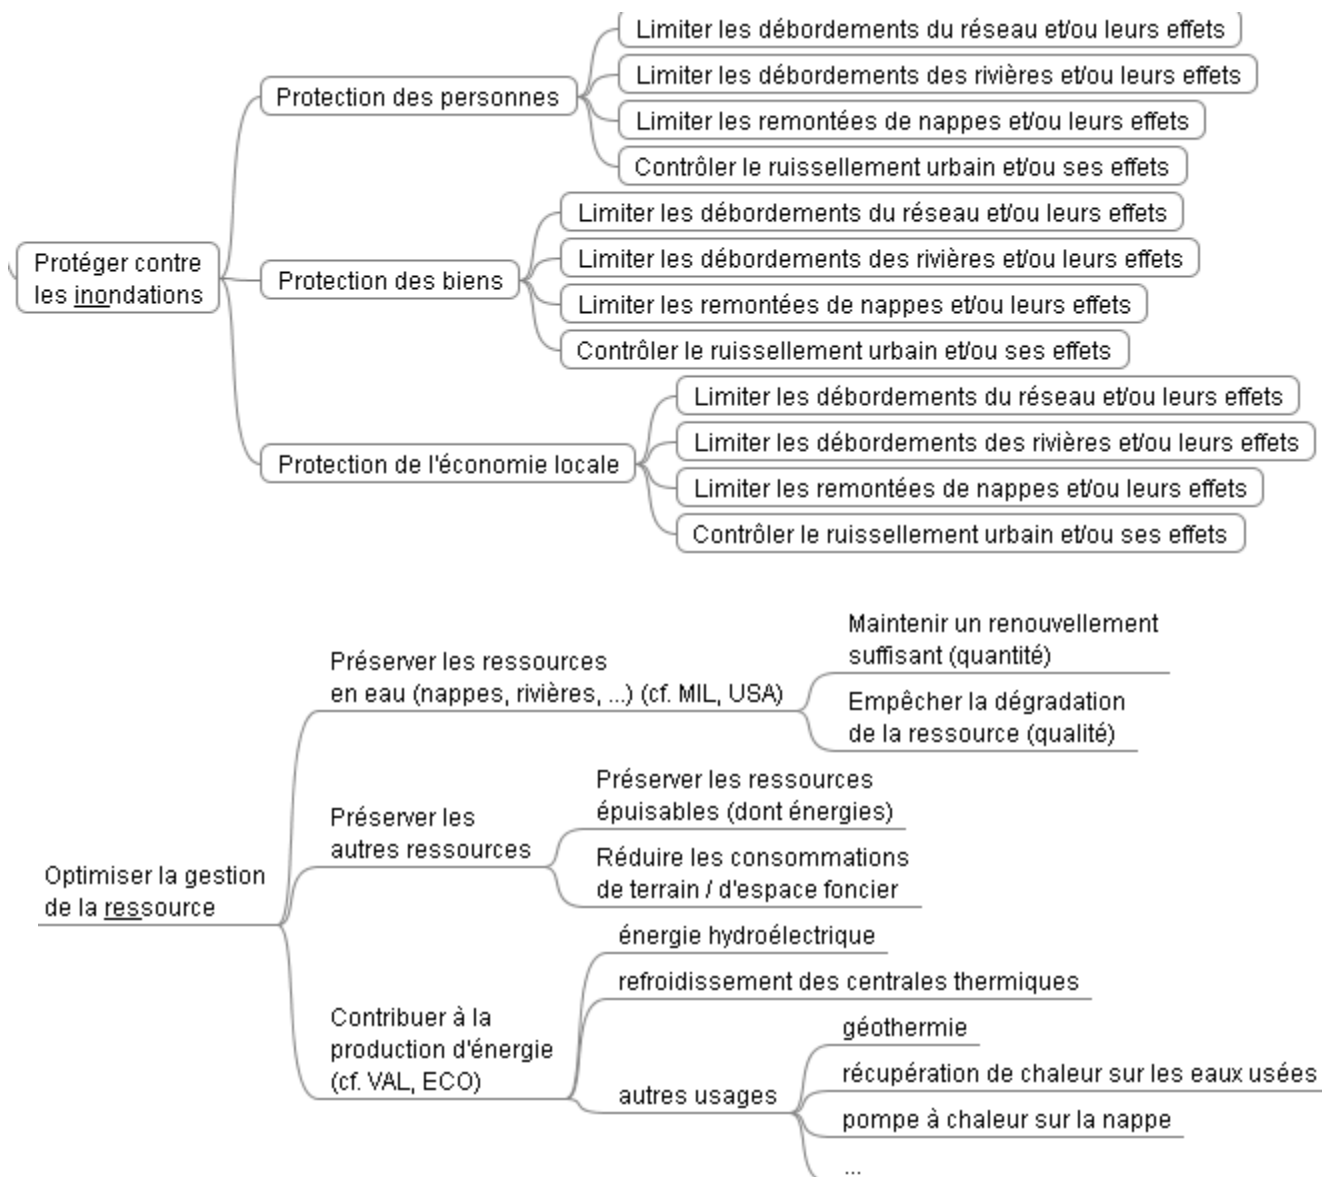 Limiter les débordements du réseau et/ou leurs effets
Limiter les débordements des rivières et/ou leurs effets
Protection des personnes
Limiter les remontées de nappes et/ou leurs effets
Contrôler le ruissellement urbain et/ou ses effets
Limiter les débordements du réseau et/ou leurs effets
Limiter les débordements des rivières et/ou leurs effets
Protéger contre
les inondations
Protection des biens
Limiter les remontées de nappes et/ou leurs effets
Contrôler le ruissellement urbain et/ou ses effets
Limiter les débordements du réseau et/ou leurs effets
Limiter les débordements des rivières et/ou leurs effets
Protection de l'économie locale
Limiter les remontées de nappes et/ou leurs effets
Contrôler le ruissellement urbain et/ou ses effets
Maintenir un renouvellement
suffisant (quantité)
Préserver les ressources
en eau (nappes, rivières, ...) (cf. MIL, USA)
Empêcher la dégradation
de la ressource (qualité)
Préserver les ressources
épuisables (dont énergies)
Préserver les
autres ressources
Réduire les consommations
de terrain / d'espace foncier
Optimiser la gestion
de la ressource
énergie hydroélectrique
refroidissement des centrales thermiques
Contribuer à la
production d'énergie
(cf. VAL, ECO)
géothermie
récupération de chaleur sur les eaux usées
autres usages
pompe à chaleur sur la nappe
...